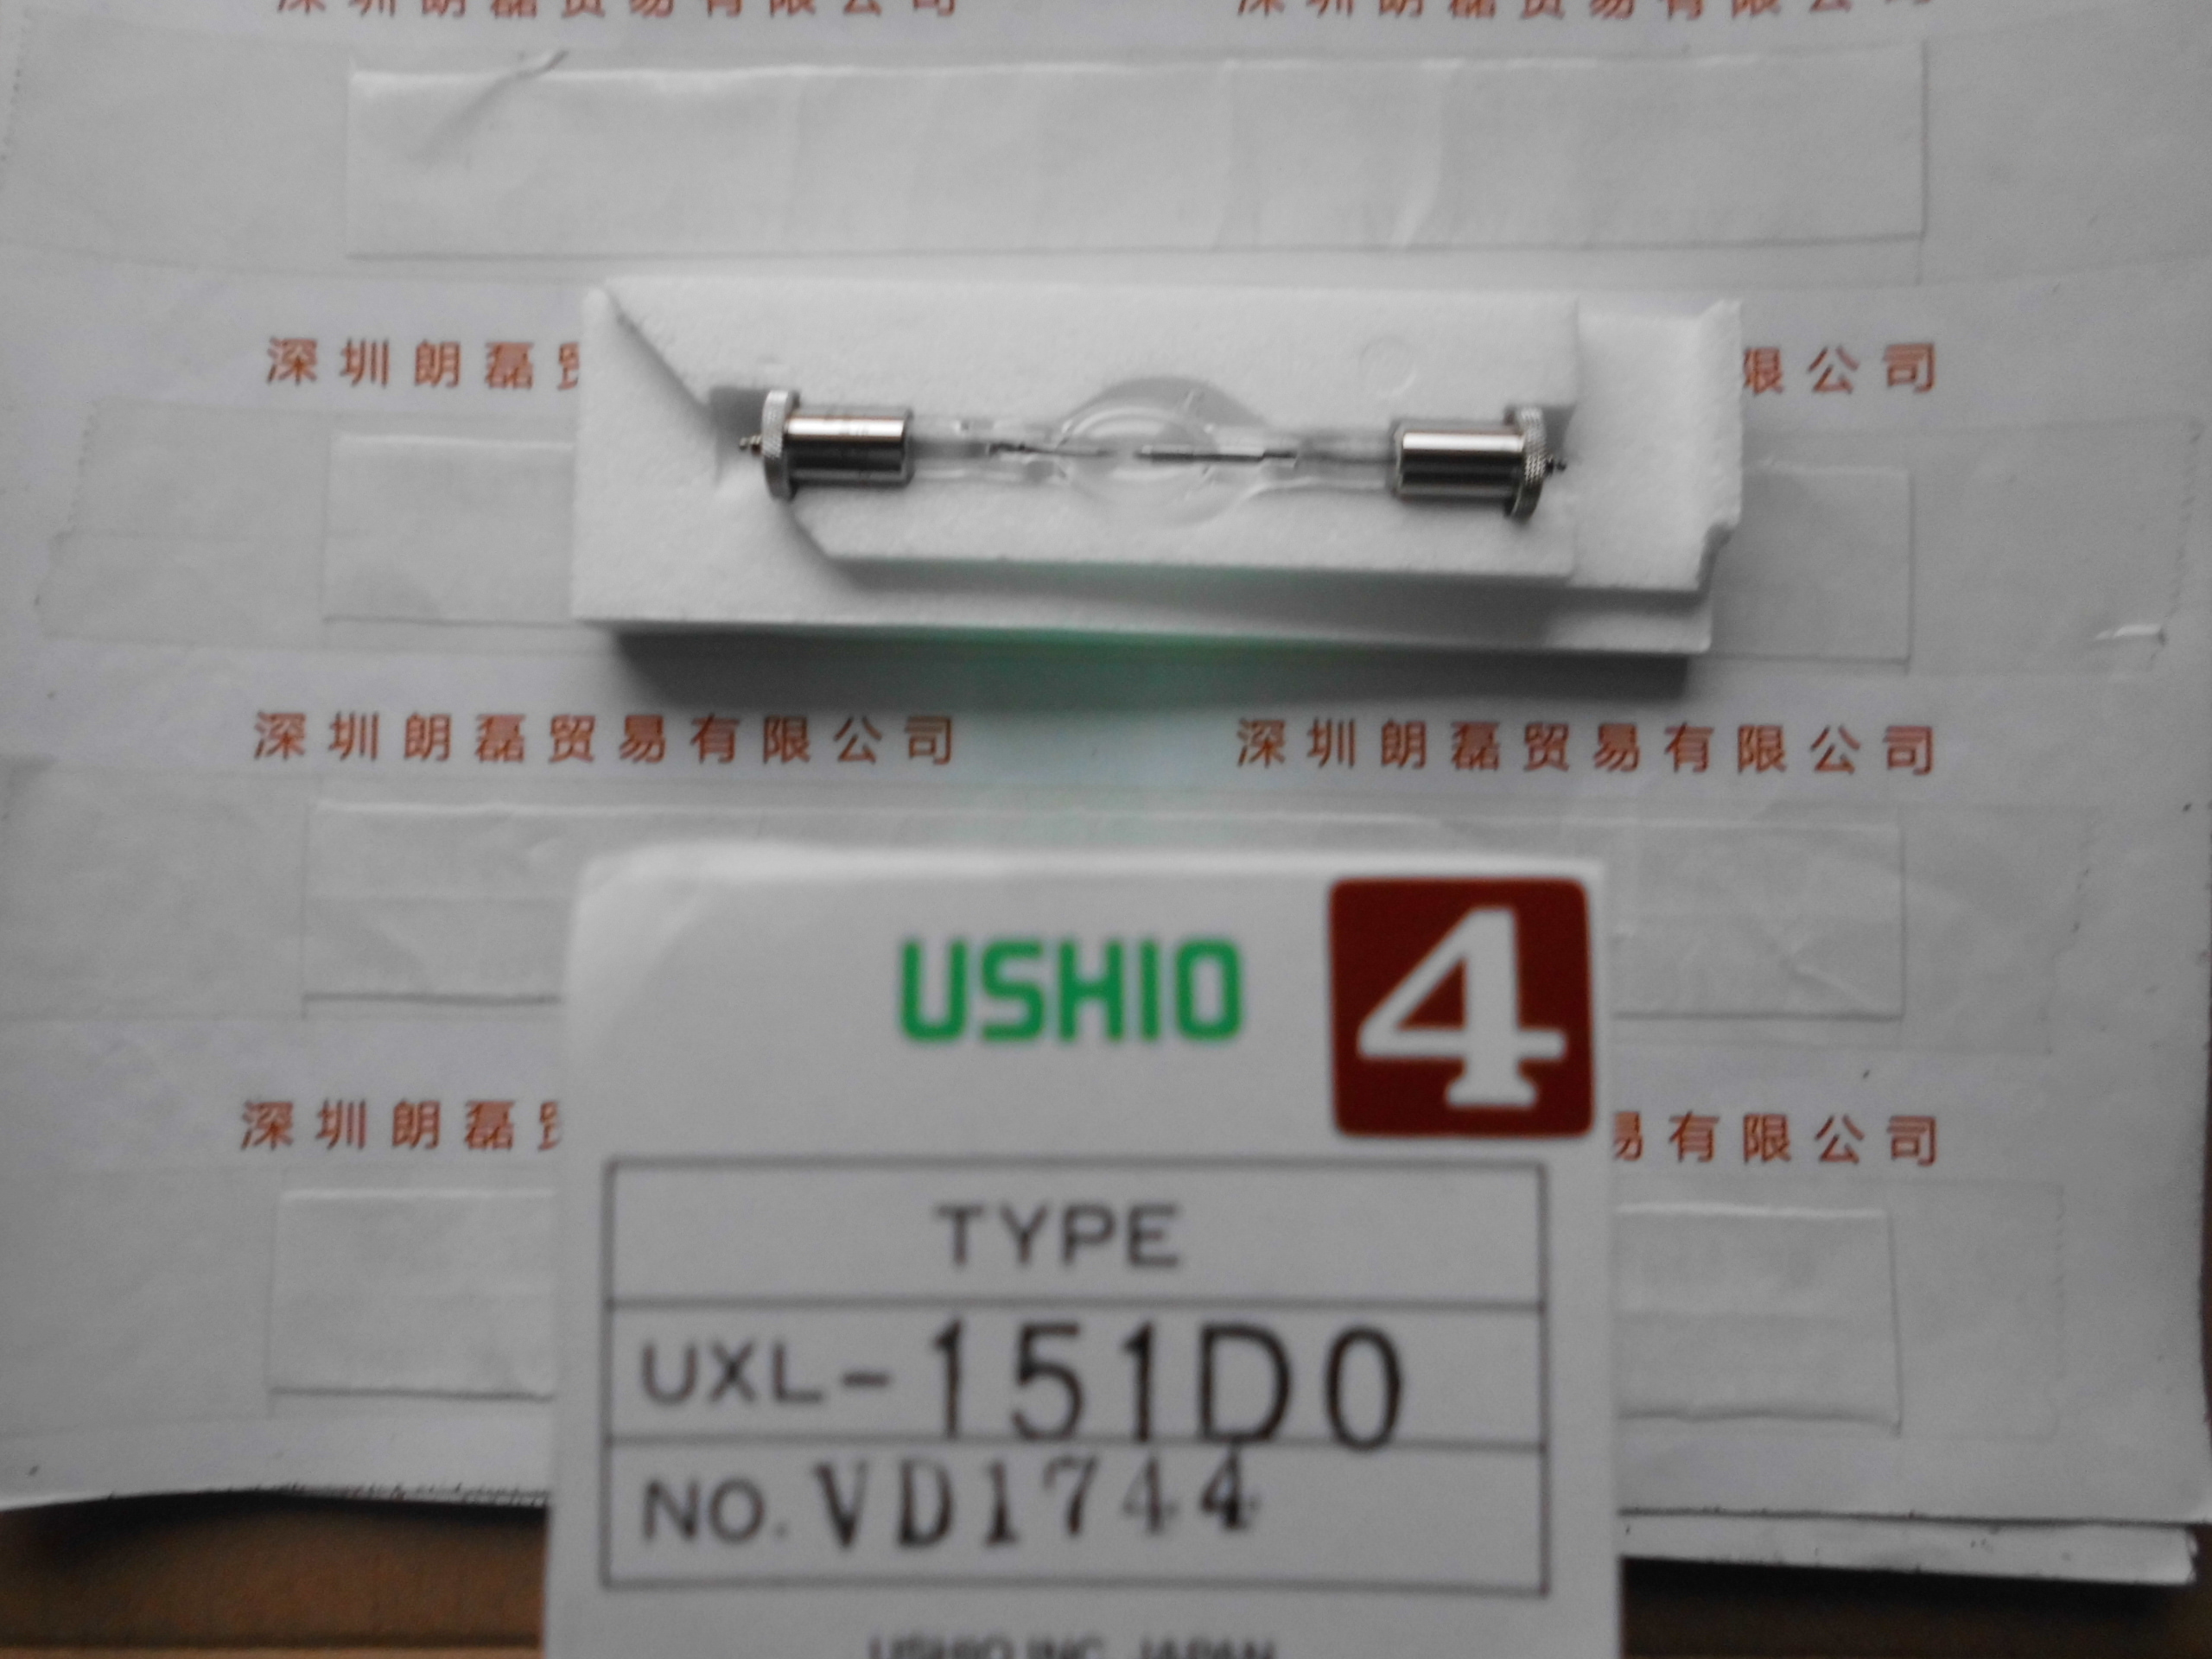 深圳朗磊贸易有限公司 深圳朗磊贸易有限公司
深圳朗磊 限公司
深圳朗磊贸易有限公司 深圳朗磊贸易有限公司
USHIO 4
深圳朗磊 易有限公司
TYPE
UXL-151D0
NO. VD1744
USHIO INC. JAPAN